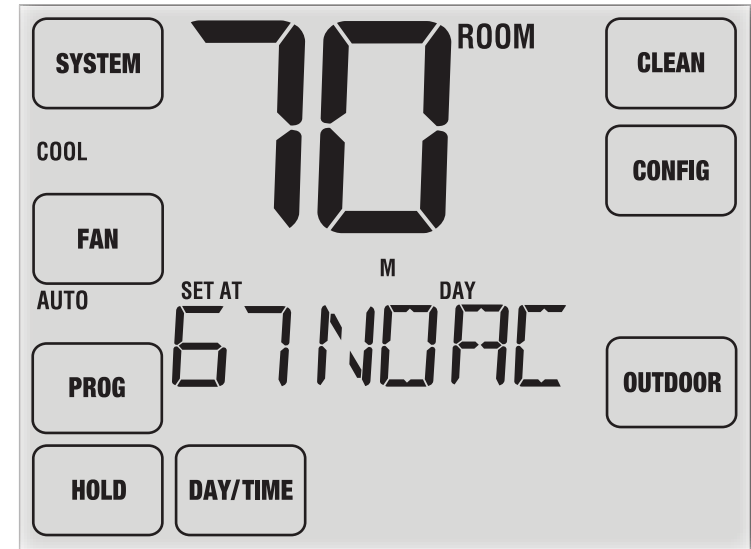 SYSTEM
70 ROOM
CLEAN
COOL
CONFIG
FAN
M
AUTO
SET AT
DAY
67 NOAC
PROG
OUTDOOR
HOLD
DAY/TIME